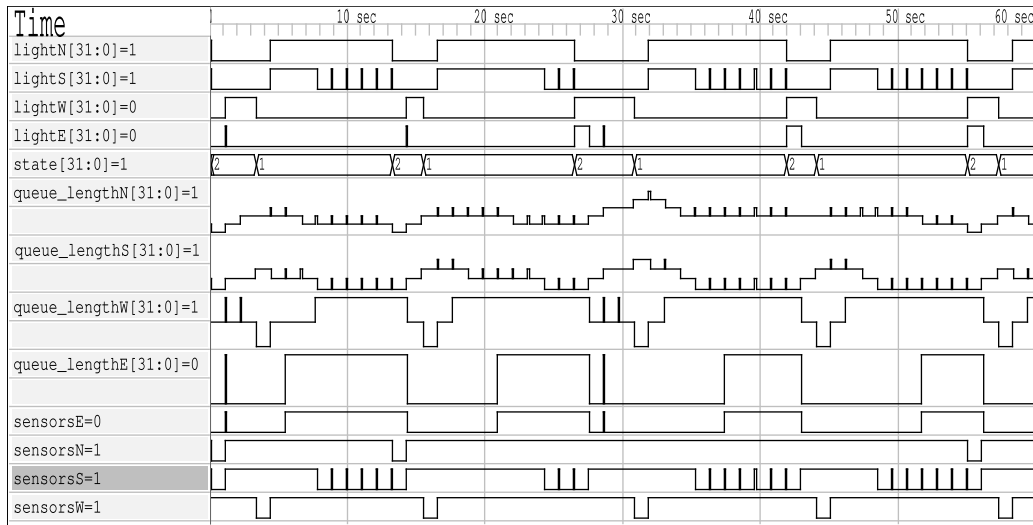 Time 10 sec 20 sec 30 sec 40 sec 50 sec 60 sec
lightN[31:0]=1
lightS[31:0]=1
lightW[31:0]=0
lightE[31:0]=0
state[31:0]=1 2 1 2 1 2 1 2 1 2 1
queue_lengthN[31:0]=1
queue_lengthS[31:0]=1
queue_lengthW[31:0]=1
queue_lengthE[31:0]=0
sensorsE=0
sensorsN=1
sensorsS=1
sensorsW=1